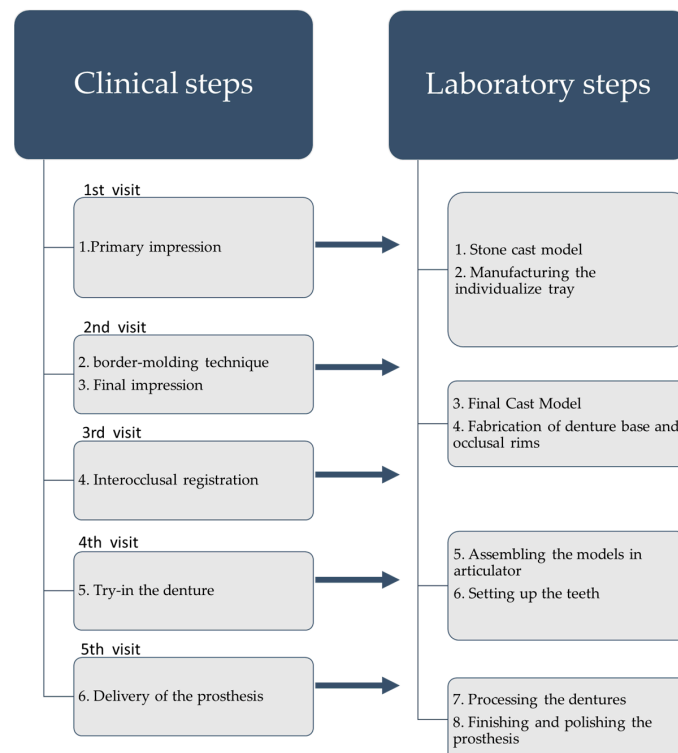 Clinical steps
1st visit
1.Primary impression
2nd visit
2. border-molding technique
3. Final impression
3rd visit
4. Interocclusal registration
4th visit
5. Try-in the denture
5th visit
6. Delivery of the prosthesis
Laboratory steps
1. Stone cast model
2. Manufacturing the
individualize tray
3. Final Cast Model
4. Fabrication of denture base and
occlusal rims
5. Assembling the models in
articulator
6. Setting up the teeth
7. Processing the dentures
8. Finishing and polishing the
prosthesis